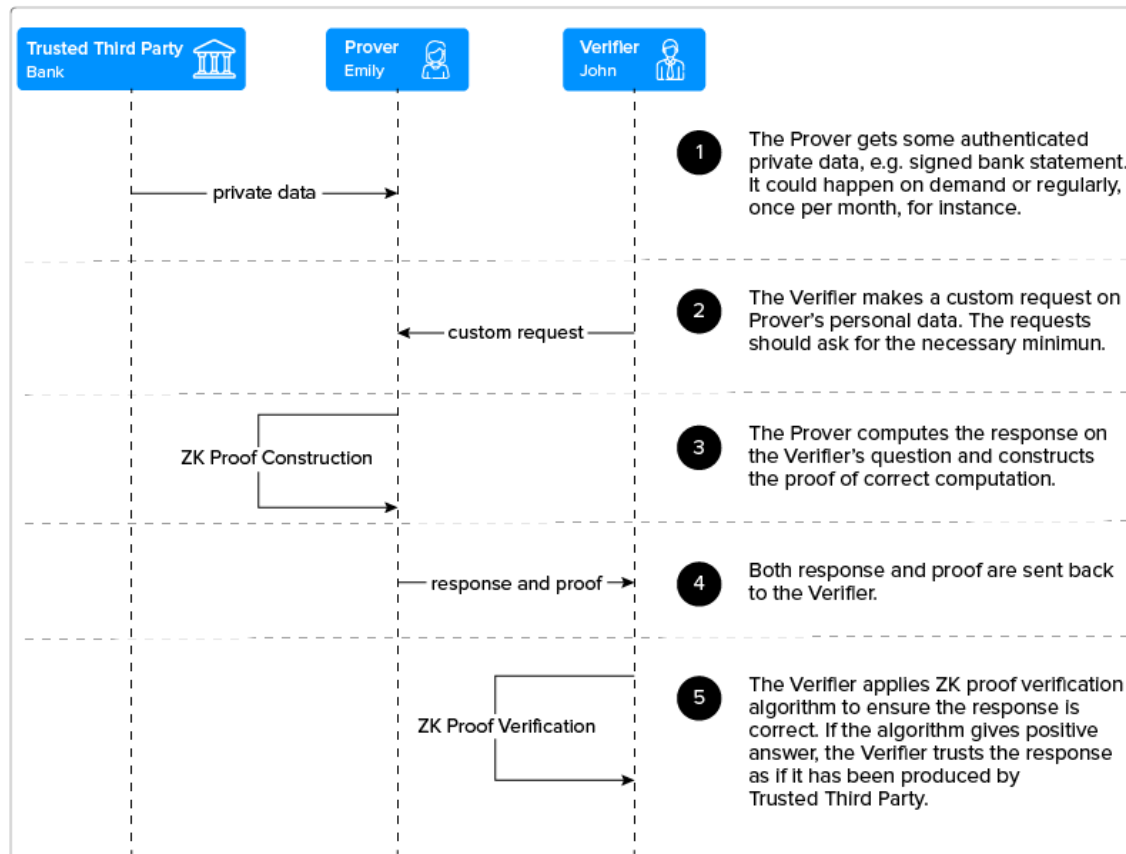 Trusted Third Party
Bank
Prover
Emily
Verifier
John
private data
1
The Prover gets some authenticated
private data, e.g. signed bank statement.
It could happen on demand or regularly,
once per month, for instance.
custom request
2
The Verifier makes a custom request on
Prover's personal data. The requests
should ask for the necessary minimun.
ZK Proof Construction
3
The Prover computes the response on
the Verifier's question and constructs
the proof of correct computation.
response and proof
4
Both response and proof are sent back
to the Verifier.
ZK Proof Verification
5
The Verifier applies ZK proof verification
algorithm to ensure the response is
correct. If the algorithm gives positive
answer, the Verifier trusts the response
as if it has been produced by
Trusted Third Party.